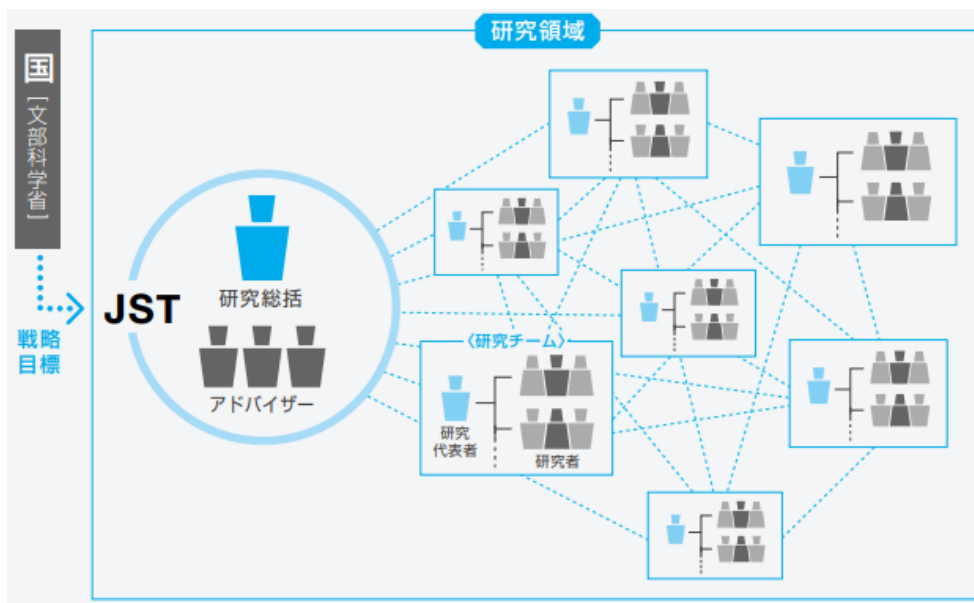 研究領域
国
[文部科学省]
戦略
目標
JST
研究総括
アドバイザー
〈研究チーム〉
研究
代表者
研究者